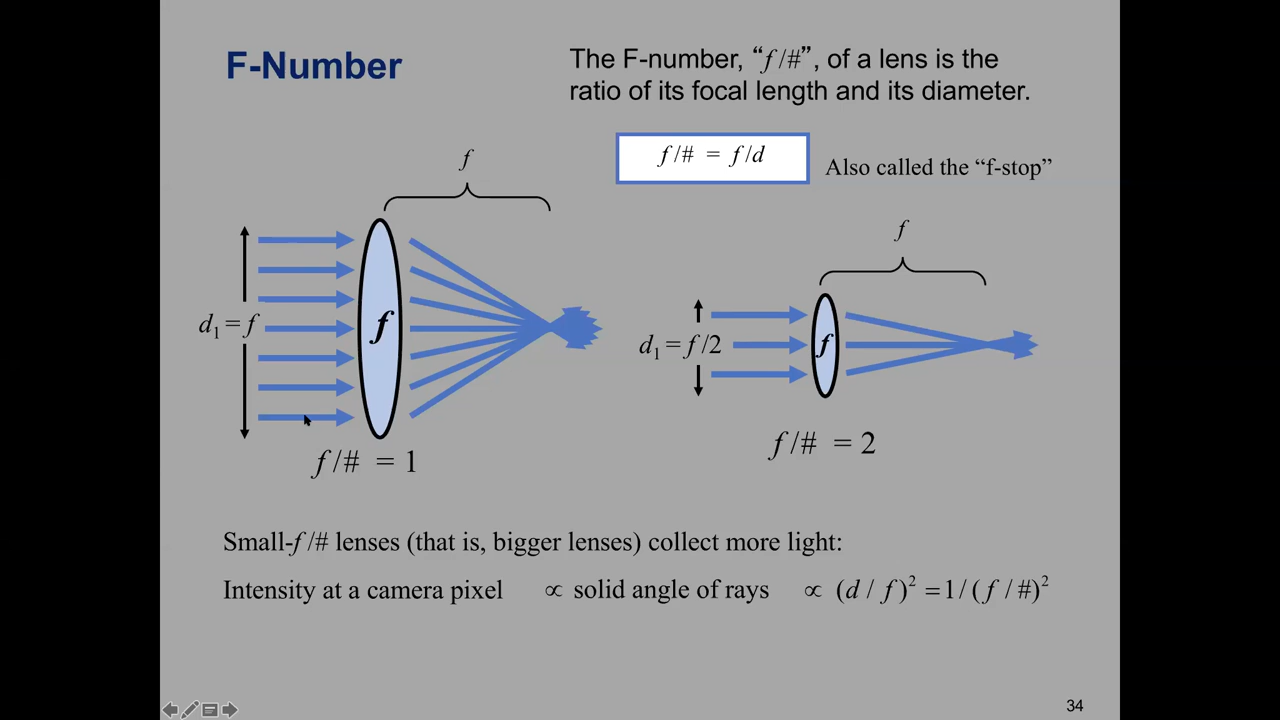 F-Number
The F-number, “f /#”, of a lens is the
ratio of its focal length and its diameter.
f /# = f /d
Also called the “f-stop”
f
f
d₁ = f
f
d₁ = f /2
f
f /# = 1
f /# = 2
Small-f /# lenses (that is, bigger lenses) collect more light:
Intensity at a camera pixel ∝ solid angle of rays ∝ (d / f)² = 1 / (f / #)²
34